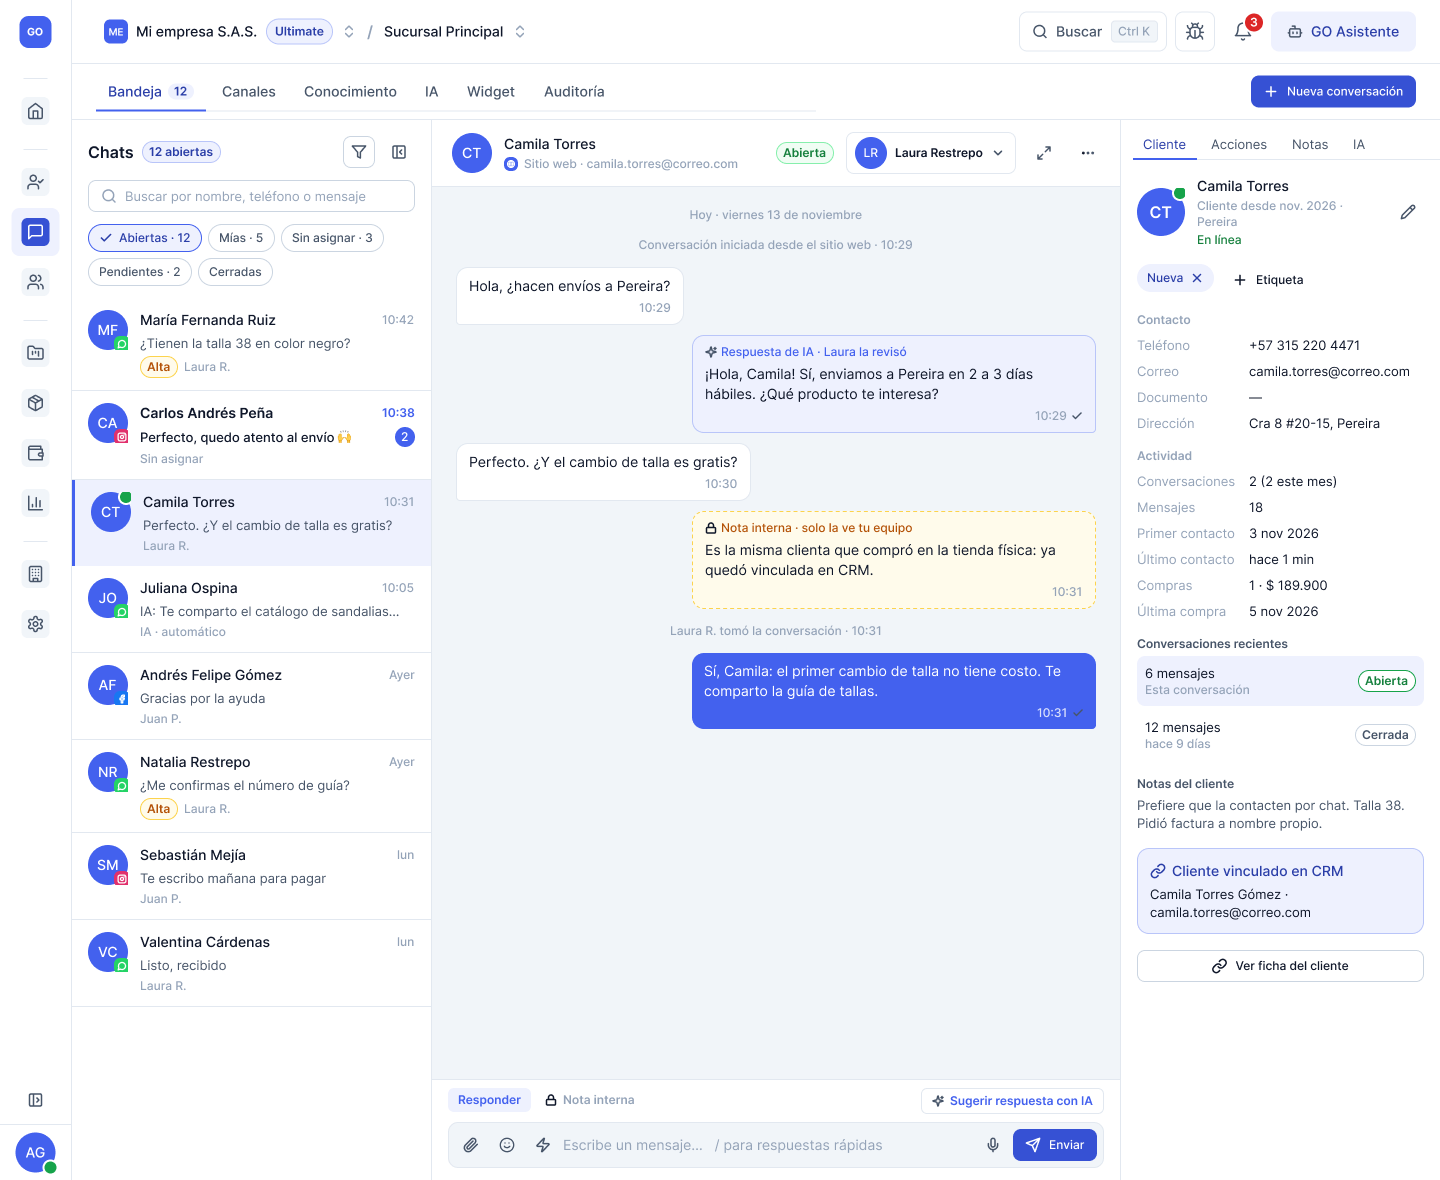 GO
ME Mi empresa S.A.S. Ultimate / Sucursal Principal
Buscar Ctrl K
3
GO Asistente
Bandeja 12 Canales Conocimiento IA Widget Auditoría
Nueva conversación
Chats 12 abiertas
Buscar por nombre, teléfono o mensaje
Abiertas · 12 Mías · 5 Sin asignar · 3
Pendientes · 2 Cerradas
MF María Fernanda Ruiz 10:42
¿Tienen la talla 38 en color negro?
Alta Laura R.
CA Carlos Andrés Peña 10:38
Perfecto, quedo atento al envío 🙌 2
Sin asignar
CT Camila Torres 10:31
Perfecto. ¿Y el cambio de talla es gratis?
Laura R.
JO Juliana Ospina 10:05
IA: Te comparto el catálogo de sandalias...
IA · automático
AF Andrés Felipe Gómez Ayer
Gracias por la ayuda
Juan P.
NR Natalia Restrepo Ayer
¿Me confirmas el número de guía?
Alta Laura R.
SM Sebastián Mejía lun
Te escribo mañana para pagar
Juan P.
VC Valentina Cárdenas lun
Listo, recibido
Laura R.
AG
CT Camila Torres
Sitio web · camila.torres@correo.com
Abierta
LR Laura Restrepo
Hoy · viernes 13 de noviembre
Conversación iniciada desde el sitio web · 10:29
Hola, ¿hacen envíos a Pereira?
10:29
Respuesta de IA · Laura la revisó
¡Hola, Camila! Sí, enviamos a Pereira en 2 a 3 días
hábiles. ¿Qué producto te interesa?
10:29
Perfecto. ¿Y el cambio de talla es gratis?
10:30
Nota interna · solo la ve tu equipo
Es la misma clienta que compró en la tienda física: ya
quedó vinculada en CRM.
10:31
Laura R. tomó la conversación · 10:31
Sí, Camila: el primer cambio de talla no tiene costo. Te
comparto la guía de tallas.
10:31
Responder Nota interna
Sugerir respuesta con IA
Escribe un mensaje... / para respuestas rápidas
Enviar
Cliente Acciones Notas IA
CT Camila Torres
Cliente desde nov. 2026 ·
Pereira
En línea
Nueva Etiqueta
Contacto
Teléfono +57 315 220 4471
Correo camila.torres@correo.com
Documento —
Dirección Cra 8 #20-15, Pereira
Actividad
Conversaciones 2 (2 este mes)
Mensajes 18
Primer contacto 3 nov 2026
Último contacto hace 1 min
Compras 1 · $ 189.900
Última compra 5 nov 2026
Conversaciones recientes
6 mensajes
Esta conversación
Abierta
12 mensajes
hace 9 días
Cerrada
Notas del cliente
Prefiere que la contacten por chat. Talla 38.
Pidió factura a nombre propio.
Cliente vinculado en CRM
Camila Torres Gómez ·
camila.torres@correo.com
Ver ficha del cliente